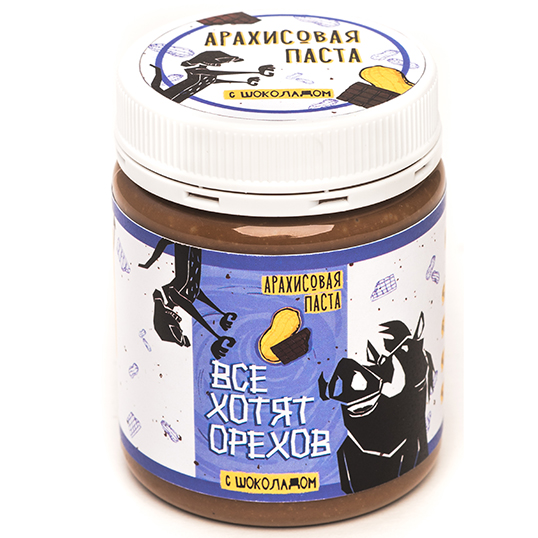 АРАХИСОВАЯ
ПАСТА
С ШОКОЛАДОМ
АРАХИСОВАЯ
ПАСТА
ВСЕ
ХОТЯТ
ОРЕХОВ
С ШОКОЛАДОМ